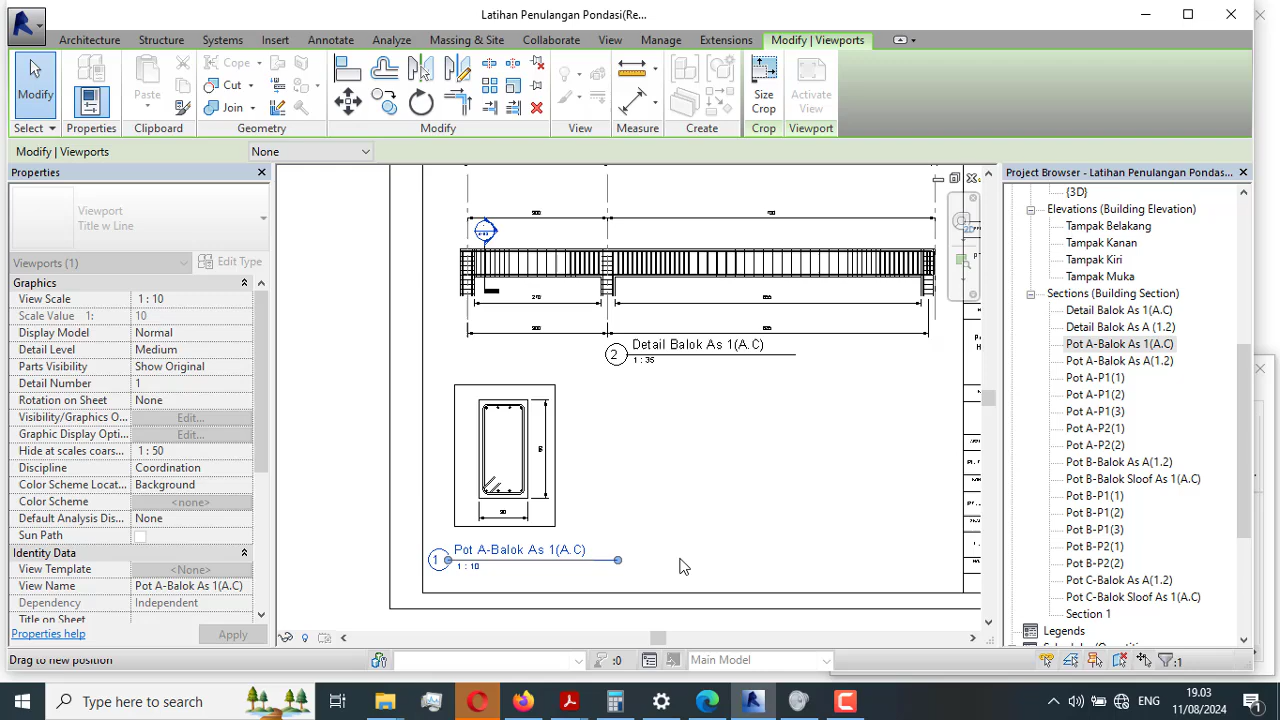 Latihan Penulangan Pondasi(Re...
Architecture Structure Systems Insert Annotate Analyze Massing & Site Collaborate View Manage Extensions Modify | Viewports
Modify Paste Cope Cut Join Size Crop Activate View
Select Properties Clipboard Geometry Modify View Measure Create Crop Viewport
Modify | Viewports None
Properties
Viewport
Title w Line
Viewports (1) Edit Type
Graphics
View Scale 1 : 10
Scale Value 1: 10
Display Model Normal
Detail Level Medium
Parts Visibility Show Original
Detail Number 1
Rotation on Sheet None
Visibility/Graphics O... Edit...
Graphic Display Opti... Edit...
Hide at scales coars... 1 : 50
Discipline Coordination
Color Scheme Locat... Background
Color Scheme <none>
Default Analysis Dis... None
Sun Path
Identity Data
View Template <None>
View Name Pot A-Balok As 1(A.C)
Dependency Independent
Title on Sheet
Properties help Apply
2D
2 Detail Balok As 1(A.C)
1 : 35
1 Pot A-Balok As 1(A.C)
1 : 10
Project Browser - Latihan Penulangan Pondas...
{3D}
Elevations (Building Elevation)
Tampak Belakang
Tampak Kanan
Tampak Kiri
Tampak Muka
Sections (Building Section)
Detail Balok As 1(A.C)
Detail Balok As A (1.2)
Pot A-Balok As 1(A.C)
Pot A-Balok As A(1.2)
Pot A-P1(1)
Pot A-P1(2)
Pot A-P1(3)
Pot A-P2(1)
Pot A-P2(2)
Pot B-Balok As A(1.2)
Pot B-Balok Sloof As 1(A.C)
Pot B-P1(1)
Pot B-P1(2)
Pot B-P1(3)
Pot B-P2(1)
Pot B-P2(2)
Pot C-Balok As A(1.2)
Pot C-Balok Sloof As 1(A.C)
Section 1
Legends
Drag to new position :0 Main Model :1
Type here to search ENG 19.03
11/08/2024